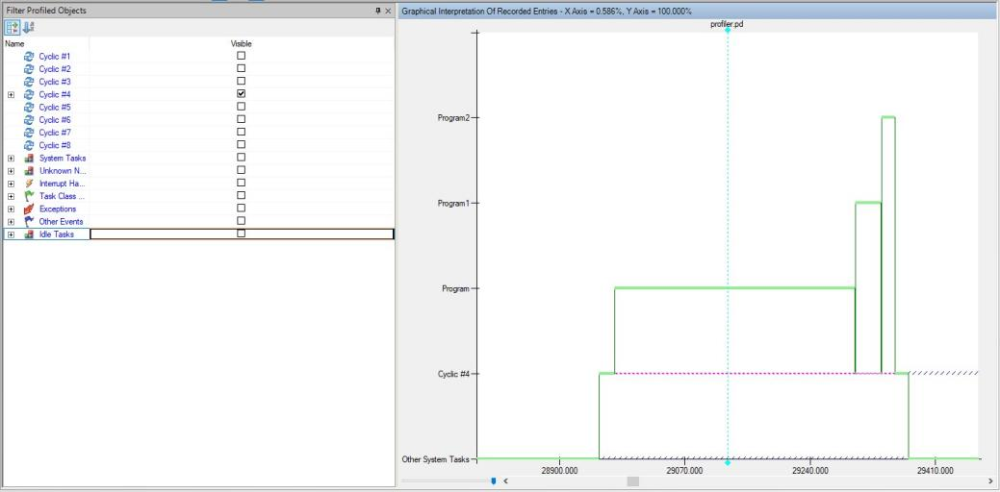 Filter Profiled Objects
Name Visible
Cyclic #1
Cyclic #2
Cyclic #3
Cyclic #4
Cyclic #5
Cyclic #6
Cyclic #7
Cyclic #8
System Tasks
Unknown N...
Interrupt Ha...
Task Class ...
Exceptions
Other Events
Idle Tasks
Graphical Interpretation Of Recorded Entries - X Axis = 0.586%, Y Axis = 100.000%
profiler.pd
Program2
Program1
Program
Cyclic #4
Other System Tasks
28900.000 29070.000 29240.000 29410.000